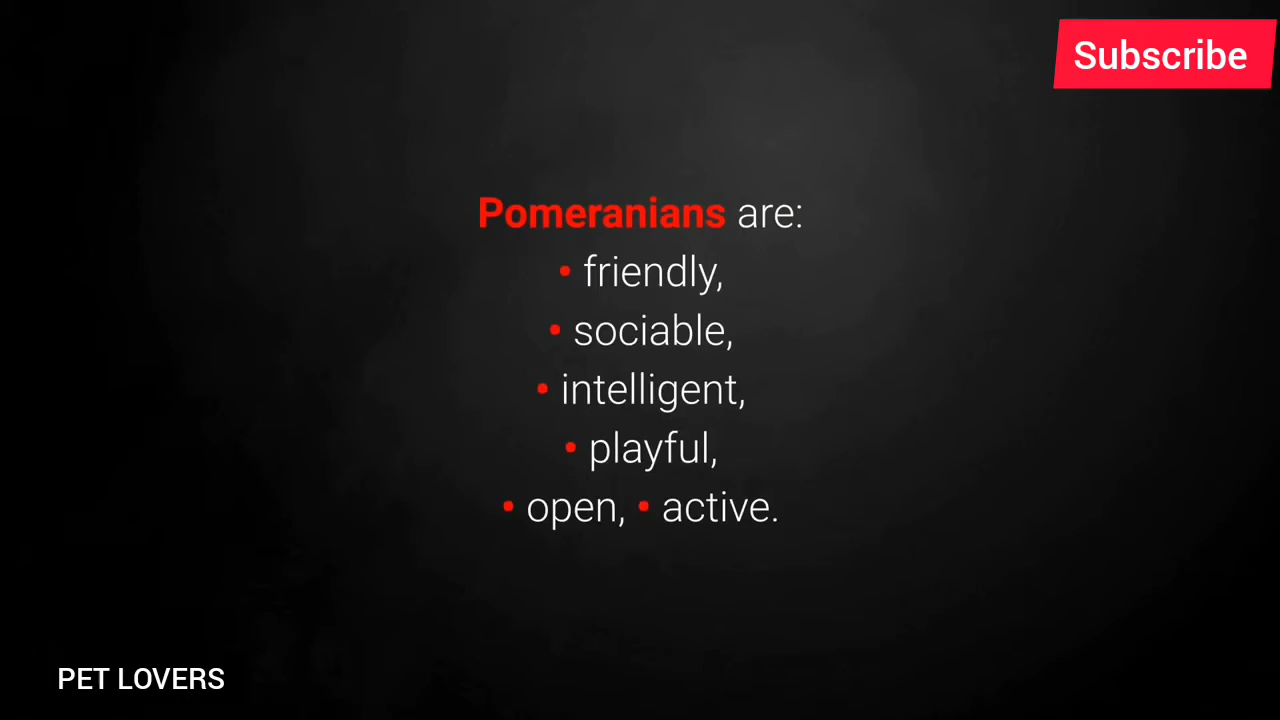 Subscribe
Pomeranians are:
• friendly,
• sociable,
• intelligent,
• playful,
• open, • active.
PET LOVERS